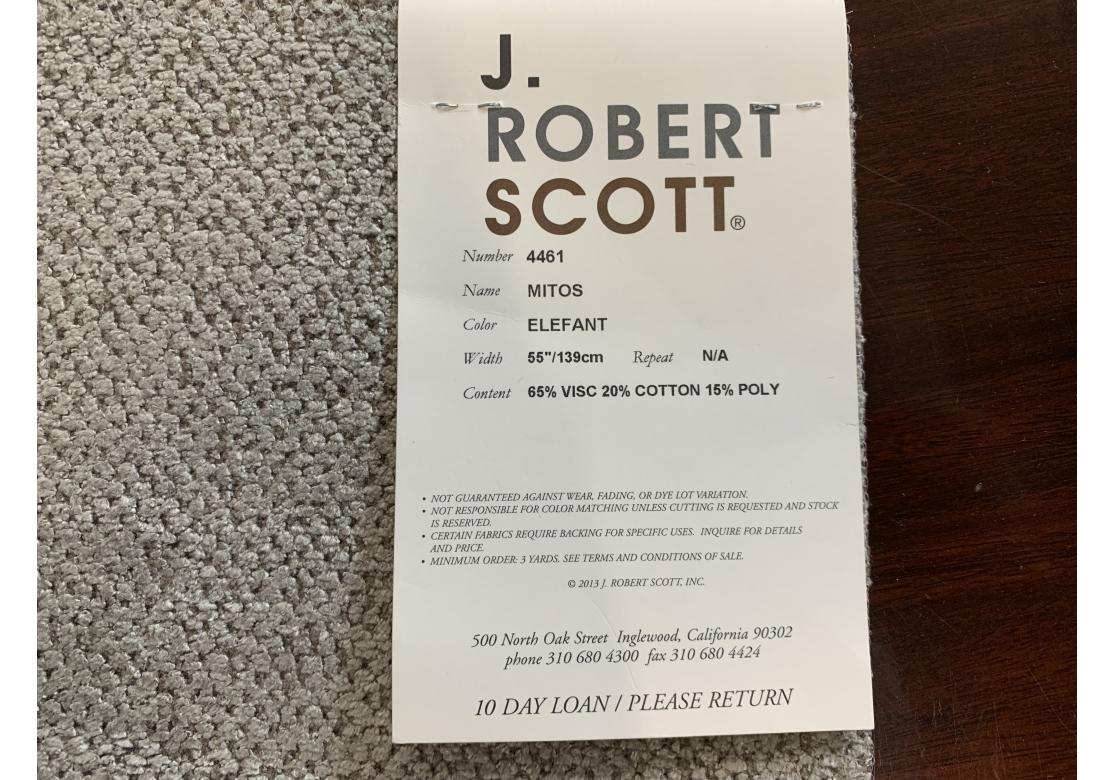 J.
ROBERT
SCOTT®
Number 4461
Name MITOS
Color ELEFANT
Width 55"/139cm Repeat N/A
Content 65% VISC 20% COTTON 15% POLY
• NOT GUARANTEED AGAINST WEAR, FADING, OR DYE LOT VARIATION.
• NOT RESPONSIBLE FOR COLOR MATCHING UNLESS CUTTING IS REQUESTED AND STOCK
IS RESERVED.
• CERTAIN FABRICS REQUIRE BACKING FOR SPECIFIC USES. INQUIRE FOR DETAILS
AND PRICE.
• MINIMUM ORDER: 3 YARDS. SEE TERMS AND CONDITIONS OF SALE.
© 2013 J. ROBERT SCOTT, INC.
500 North Oak Street Inglewood, California 90302
phone 310 680 4300 fax 310 680 4424
10 DAY LOAN / PLEASE RETURN